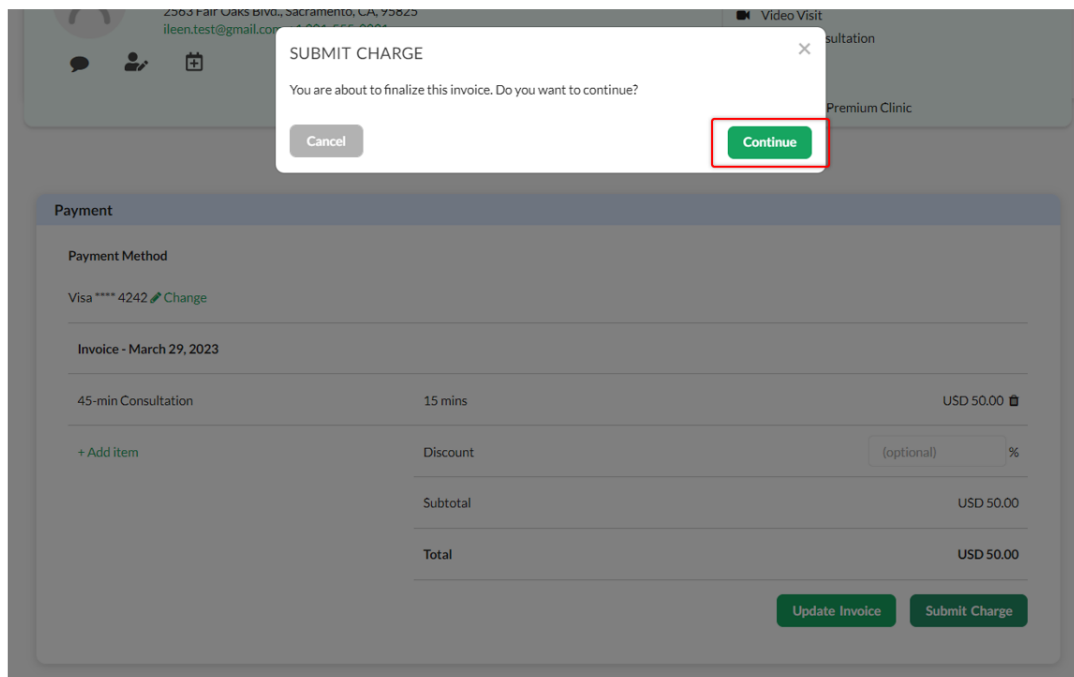 2563 Fair Oaks Blvd., Sacramento, CA, 95825
Video Visit
ileen.test@gmail.com
sultation
SUBMIT CHARGE
×
You are about to finalize this invoice. Do you want to continue?
Premium Clinic
Cancel
Continue
Payment
Payment Method
Visa **** 4242 Change
Invoice - March 29, 2023
45-min Consultation 15 mins USD 50.00
+ Add item Discount (optional) %
Subtotal USD 50.00
Total USD 50.00
Update Invoice Submit Charge